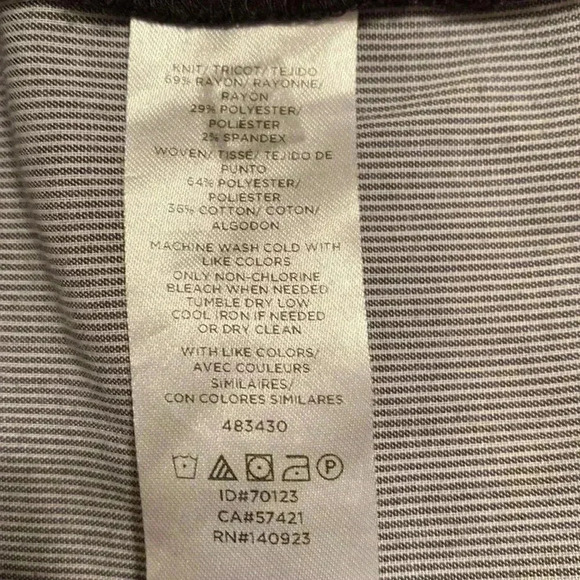 KNIT/ TRICOT/ TEJIDO
69% RAYON/ RAYONNE/
RAYON
29% POLYESTER/
POLIÉSTER
2% SPANDEX
WOVEN/ TISSÉ/ TEJIDO DE
PUNTO
64% POLYESTER/
POLIÉSTER
36% COTTON/ COTON/
ALGODON
MACHINE WASH COLD WITH
LIKE COLORS
ONLY NON-CHLORINE
BLEACH WHEN NEEDED
TUMBLE DRY LOW
COOL IRON IF NEEDED
OR DRY CLEAN
WITH LIKE COLORS/
AVEC COULEURS
SIMILAIRES/
CON COLORES SIMILARES
483430
P
ID#70123
CA#57421
RN#140923